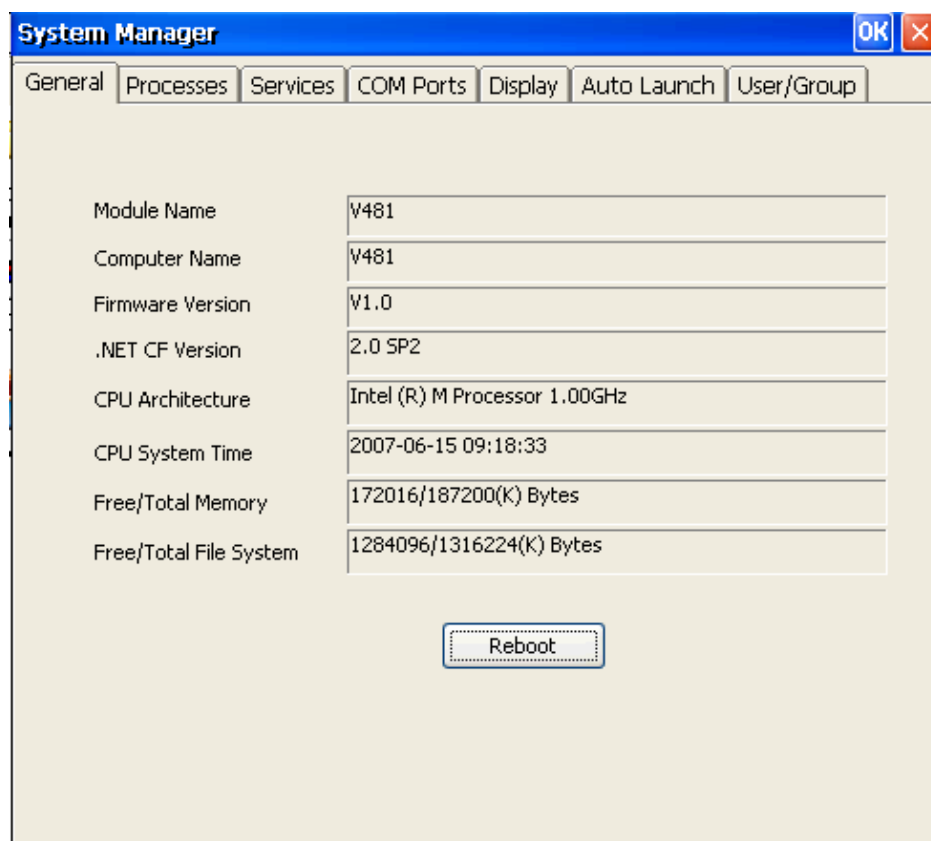 System Manager OK
General Processes Services COM Ports Display Auto Launch User/Group
Module Name V481
Computer Name V481
Firmware Version V1.0
.NET CF Version 2.0 SP2
CPU Architecture Intel (R) M Processor 1.00GHz
CPU System Time 2007-06-15 09:18:33
Free/Total Memory 172016/187200(K) Bytes
Free/Total File System 1284096/1316224(K) Bytes
Reboot